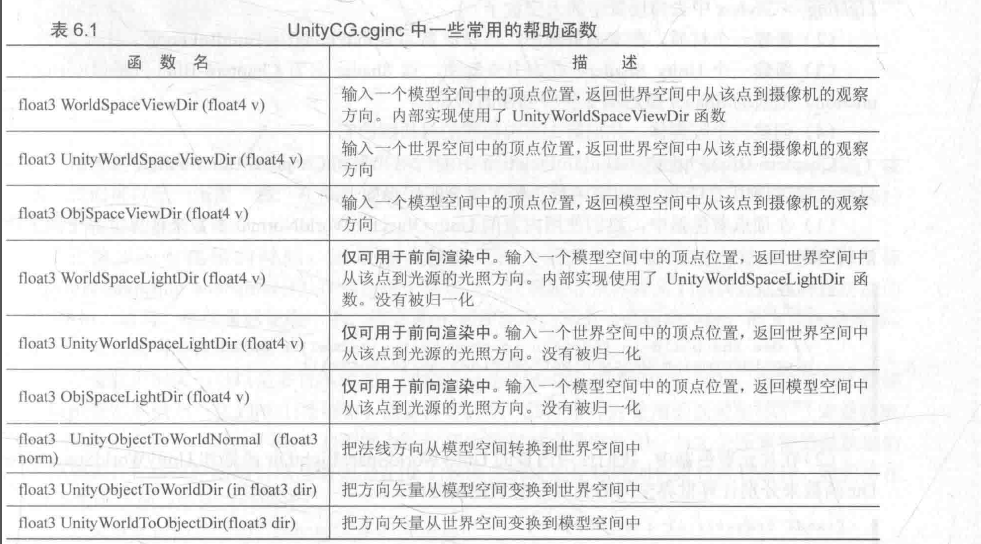 表 6.1 UnityCG.cginc 中一些常用的帮助函数
函 数 名 描 述
float3 WorldSpaceViewDir (float4 v) 输入一个模型空间中的顶点位置，返回世界空间中从该点到摄像机的观察
方向。内部实现使用了 UnityWorldSpaceViewDir 函数
float3 UnityWorldSpaceViewDir (float4 v) 输入一个世界空间中的顶点位置，返回世界空间中从该点到摄像机的观察
方向
float3 ObjSpaceViewDir (float4 v) 输入一个模型空间中的顶点位置，返回模型空间中从该点到摄像机的观察
方向
float3 WorldSpaceLightDir (float4 v) 仅可用于前向渲染中。输入一个模型空间中的顶点位置，返回世界空间中
从该点到光源的光照方向。内部实现使用了 UnityWorldSpaceLightDir 函
数。没有被归一化
float3 UnityWorldSpaceLightDir (float4 v) 仅可用于前向渲染中。输入一个世界空间中的顶点位置，返回世界空间中
从该点到光源的光照方向。没有被归一化
float3 ObjSpaceLightDir (float4 v) 仅可用于前向渲染中。输入一个模型空间中的顶点位置，返回模型空间中
从该点到光源的光照方向。没有被归一化
float3 UnityObjectToWorldNormal (float3
norm) 把法线方向从模型空间转换到世界空间中
float3 UnityObjectToWorldDir (in float3 dir) 把方向矢量从模型空间变换到世界空间中
float3 UnityWorldToObjectDir(float3 dir) 把方向矢量从世界空间变换到模型空间中